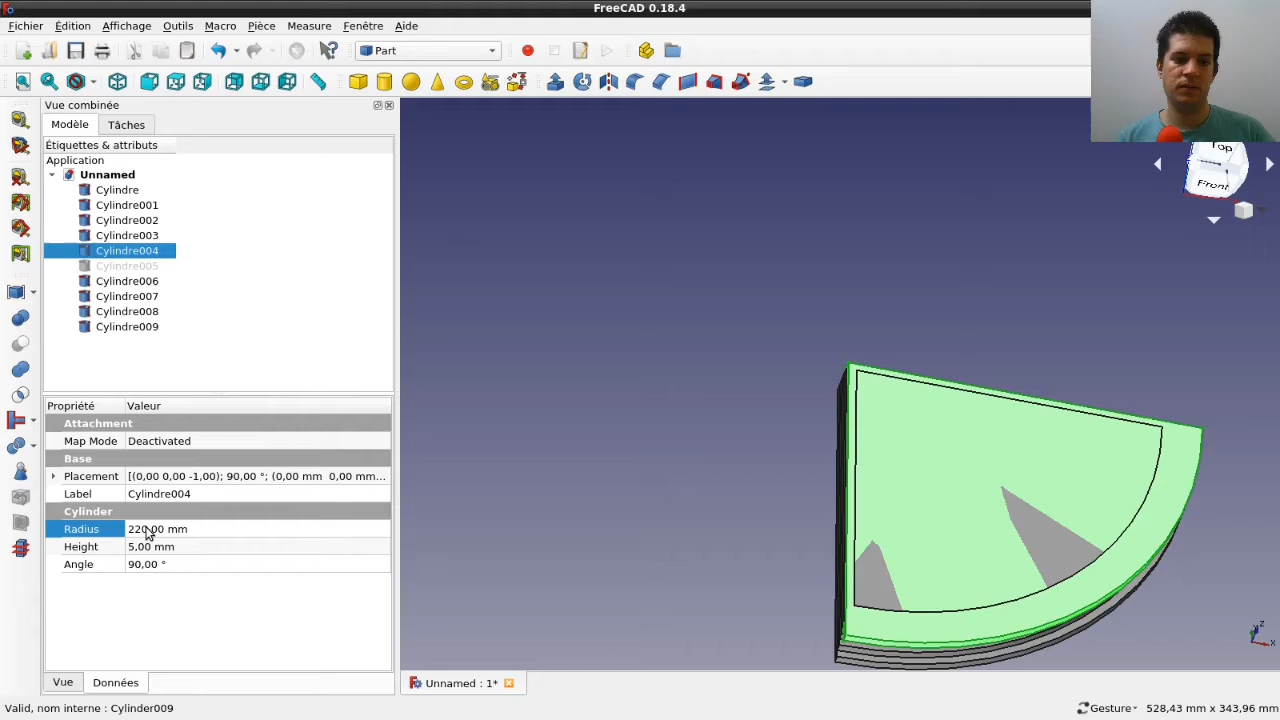 FreeCAD 0.18.4
Fichier Édition Affichage Outils Macro Pièce Measure Fenêtre Aide
Part
Vue combinée
Modèle Tâches
Étiquettes & attributs
Application
Unnamed
Cylindre
Cylindre001
Cylindre002
Cylindre003
Cylindre004
Cylindre005
Cylindre006
Cylindre007
Cylindre008
Cylindre009
Propriété Valeur
Attachment
Map Mode Deactivated
Base
Placement [(0,00 0,00 -1,00); 90,00 °; (0,00 mm 0,00 mm...
Label Cylindre004
Cylinder
Radius 220,00 mm
Height 5,00 mm
Angle 90,00 °
Vue Données
Top
Front
Z
Y
X
Unnamed : 1*
Valid, nom interne : Cylinder009
Gesture 528,43 mm x 343,96 mm